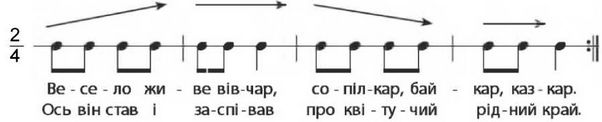 2
4
Ве - се - ло жи - ве вів - чар, со - піл - кар, бай - кар, каз - кар.
Ось він став і за - спі - вав про кві - ту - чий рід - ний край.